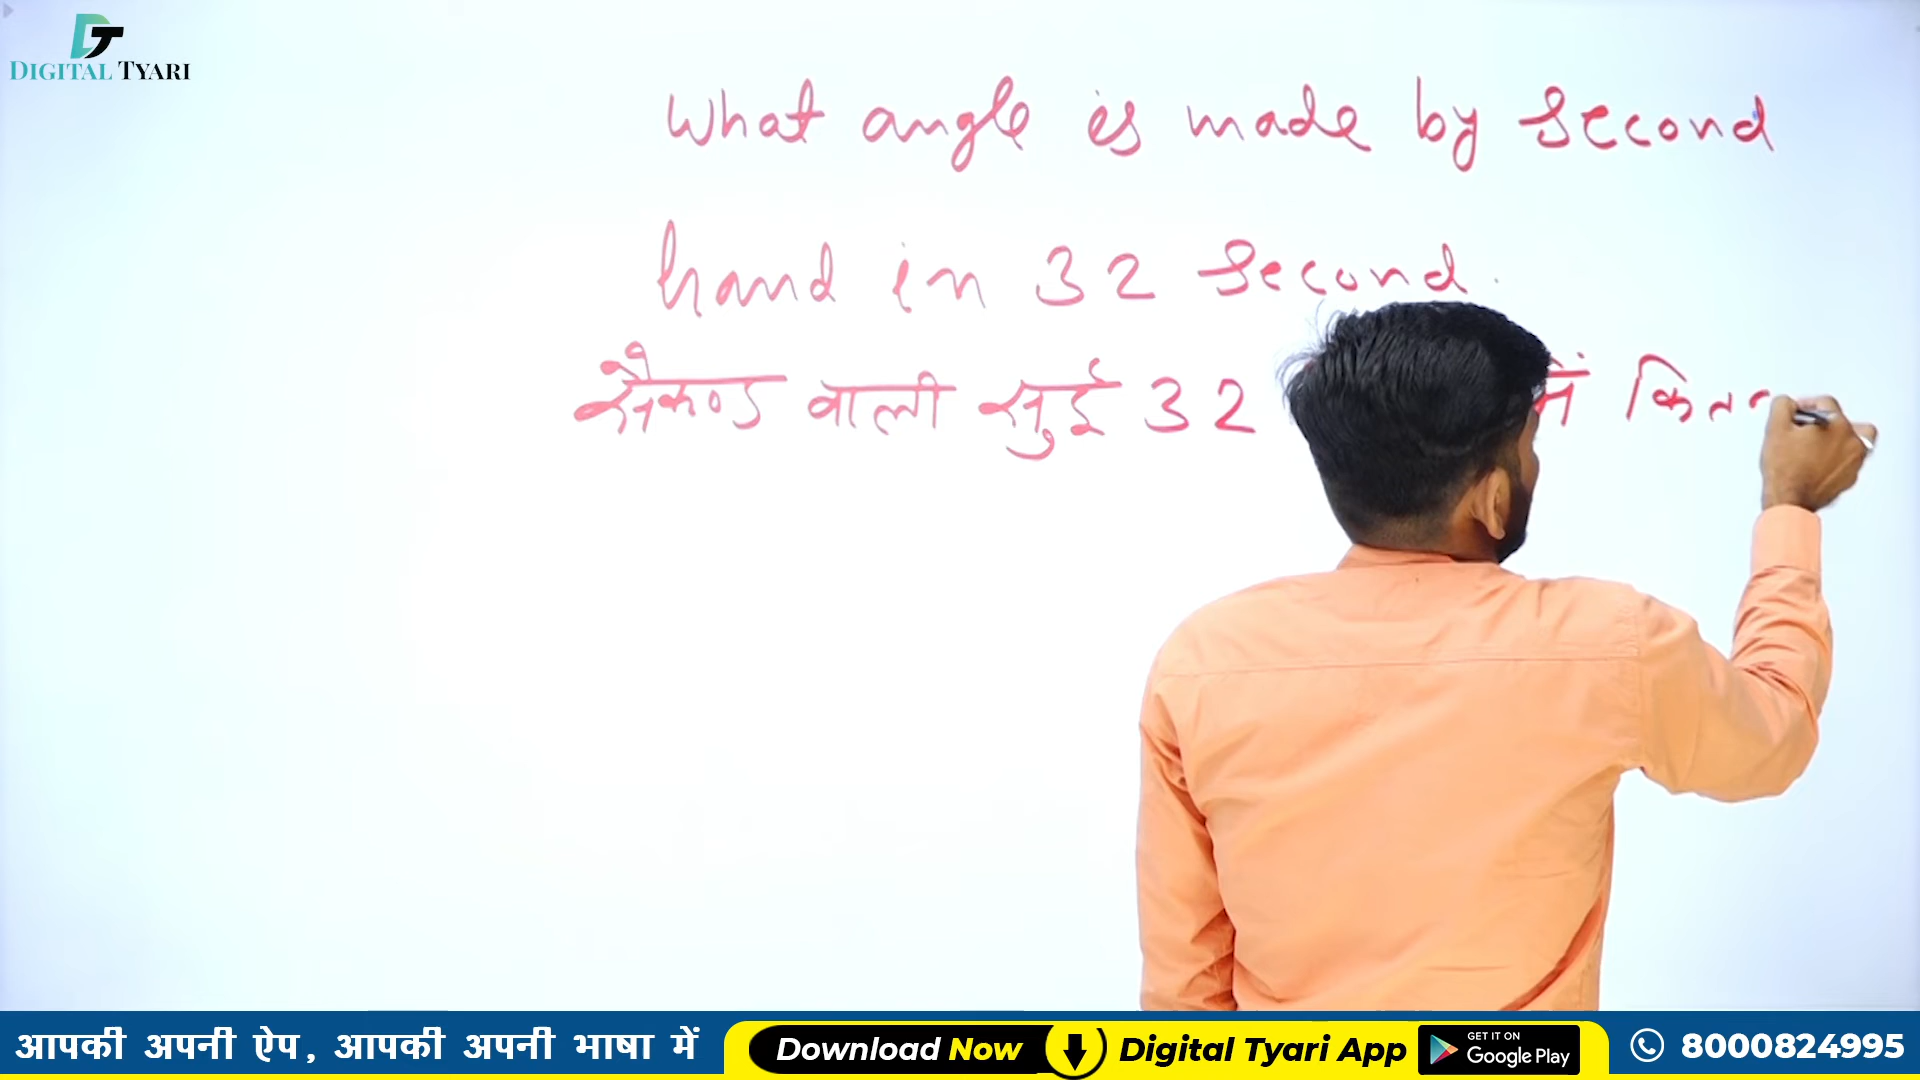 DT
DIGITAL TYARI
What angle is made by second
hand in 32 second.
सैकण्ड वाली सुई 32 में
आपकी अपनी ऐप, आपकी अपनी भाषा में
Download Now
Digital Tyari App
GET IT ON
Google Play
8000824995